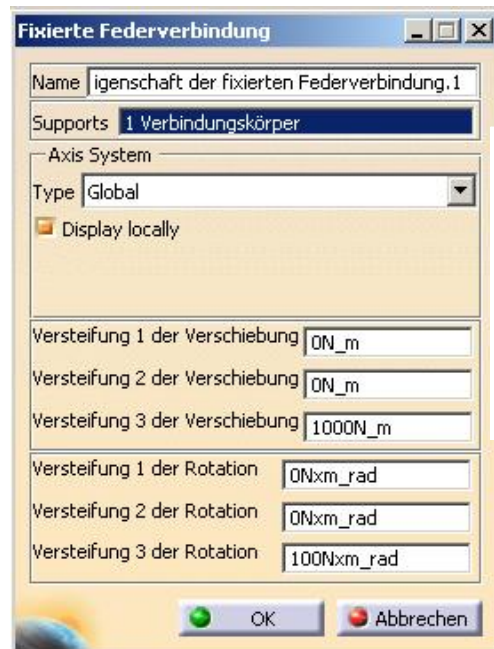 Fixierte Federverbindung
Name igenschaft der fixierten Federverbindung.1
Supports 1 Verbindungskörper
Axis System
Type Global
Display locally
Versteifung 1 der Verschiebung 0N_m
Versteifung 2 der Verschiebung 0N_m
Versteifung 3 der Verschiebung 1000N_m
Versteifung 1 der Rotation 0Nxm_rad
Versteifung 2 der Rotation 0Nxm_rad
Versteifung 3 der Rotation 100Nxm_rad
OK Abbrechen